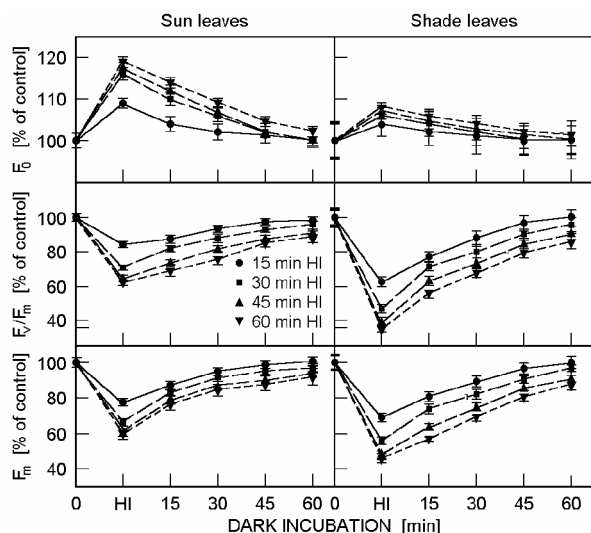 Sun leaves
Shade leaves
F0 [% of control]
120
110
100
Fv/Fm [% of control]
100
80
60
40
15 min HI
30 min HI
45 min HI
60 min HI
Fm [% of control]
100
80
60
40
0 HI 15 30 45 60 0 HI 15 30 45 60
DARK INCUBATION [min]